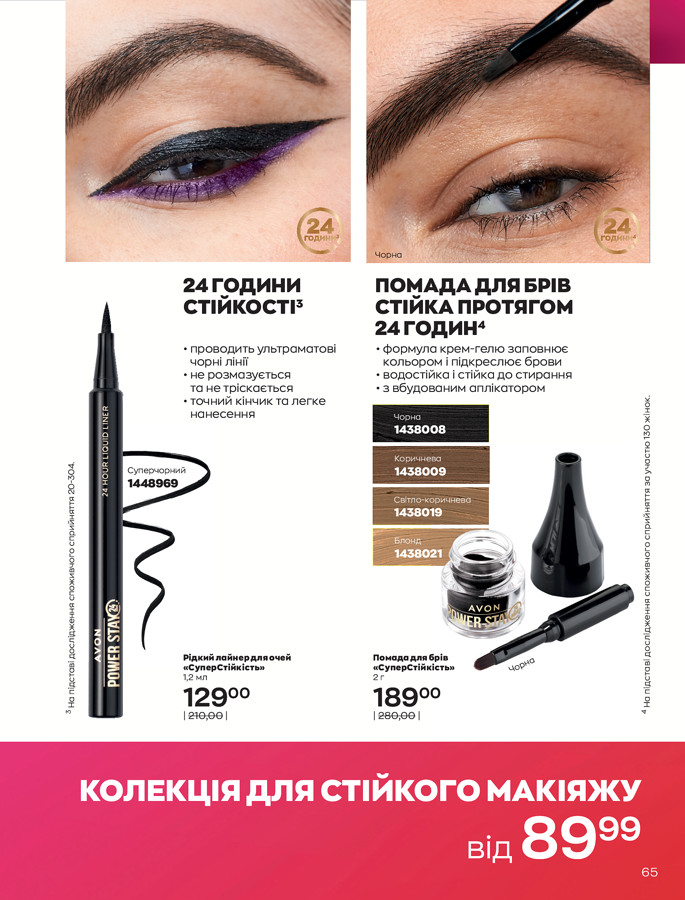 24
ГОДИНИ³
24
ГОДИНИ⁴
Чорна
24 ГОДИНИ
СТІЙКОСТІ³
• проводить ультраматові
чорні лінії
• не розмазується
та не тріскається
• точний кінчик та легке
нанесення
Суперчорний
1448969
24 HOUR LIQUID LINER
AVON
POWER STAY 24
³ На підставі дослідження споживчого сприйняття 20-304.
Рідкий лайнер для очей
«СуперСтійкість»
1,2 мл
129⁰⁰
| 210,00 |
ПОМАДА ДЛЯ БРІВ
СТІЙКА ПРОТЯГОМ
24 ГОДИН⁴
• формула крем-гелю заповнює
кольором і підкреслює брови
• водостійка і стійка до стирання
• з вбудованим аплікатором
Чорна
1438008
Коричнева
1438009
Світло-коричнева
1438019
Блонд
1438021
AVON
POWER STAY
Чорна
Помада для брів
«СуперСтійкість»
2 г
189⁰⁰
| 280,00 |
⁴ На підставі дослідження споживчого сприйняття за участю 130 жінок.
КОЛЕКЦІЯ ДЛЯ СТІЙКОГО МАКІЯЖУ
від 89⁹⁹
65